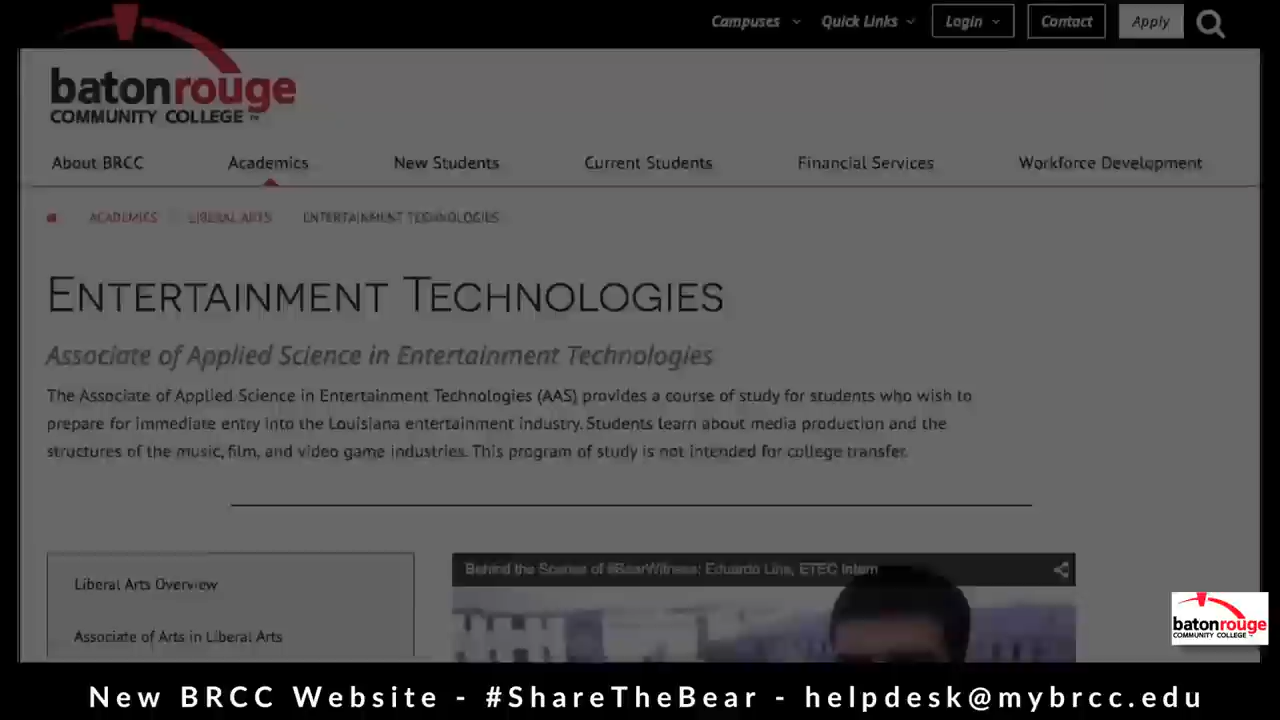 Campuses Quick Links Login Contact Apply
batonrouge
COMMUNITY COLLEGE™
About BRCC Academics New Students Current Students Financial Services Workforce Development
ACADEMICS LIBERAL ARTS ENTERTAINMENT TECHNOLOGIES
ENTERTAINMENT TECHNOLOGIES
Associate of Applied Science in Entertainment Technologies
The Associate of Applied Science in Entertainment Technologies (AAS) provides a course of study for students who wish to
prepare for immediate entry into the Louisiana entertainment industry. Students learn about media production and the
structures of the music, film, and video game industries. This program of study is not intended for college transfer.
Liberal Arts Overview
Behind the Scenes of #BearWitness: Eduardo Lins, ETEC Intern
Associate of Arts in Liberal Arts
batonrouge
COMMUNITY COLLEGE™
New BRCC Website - #ShareTheBear - helpdesk@mybrcc.edu